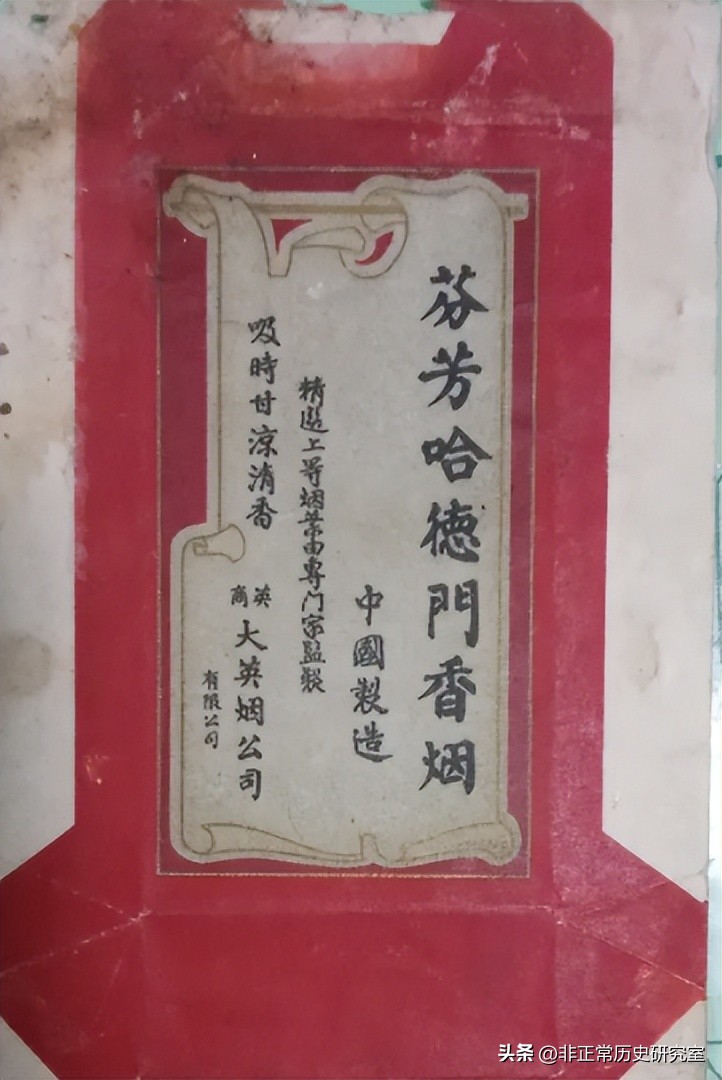 芬芳哈德門香烟
中國製造
精選上等烟葉由專门家監製
吸時甘凉清香
英商
大英烟公司
有限公司
头条 @非正常历史研究室